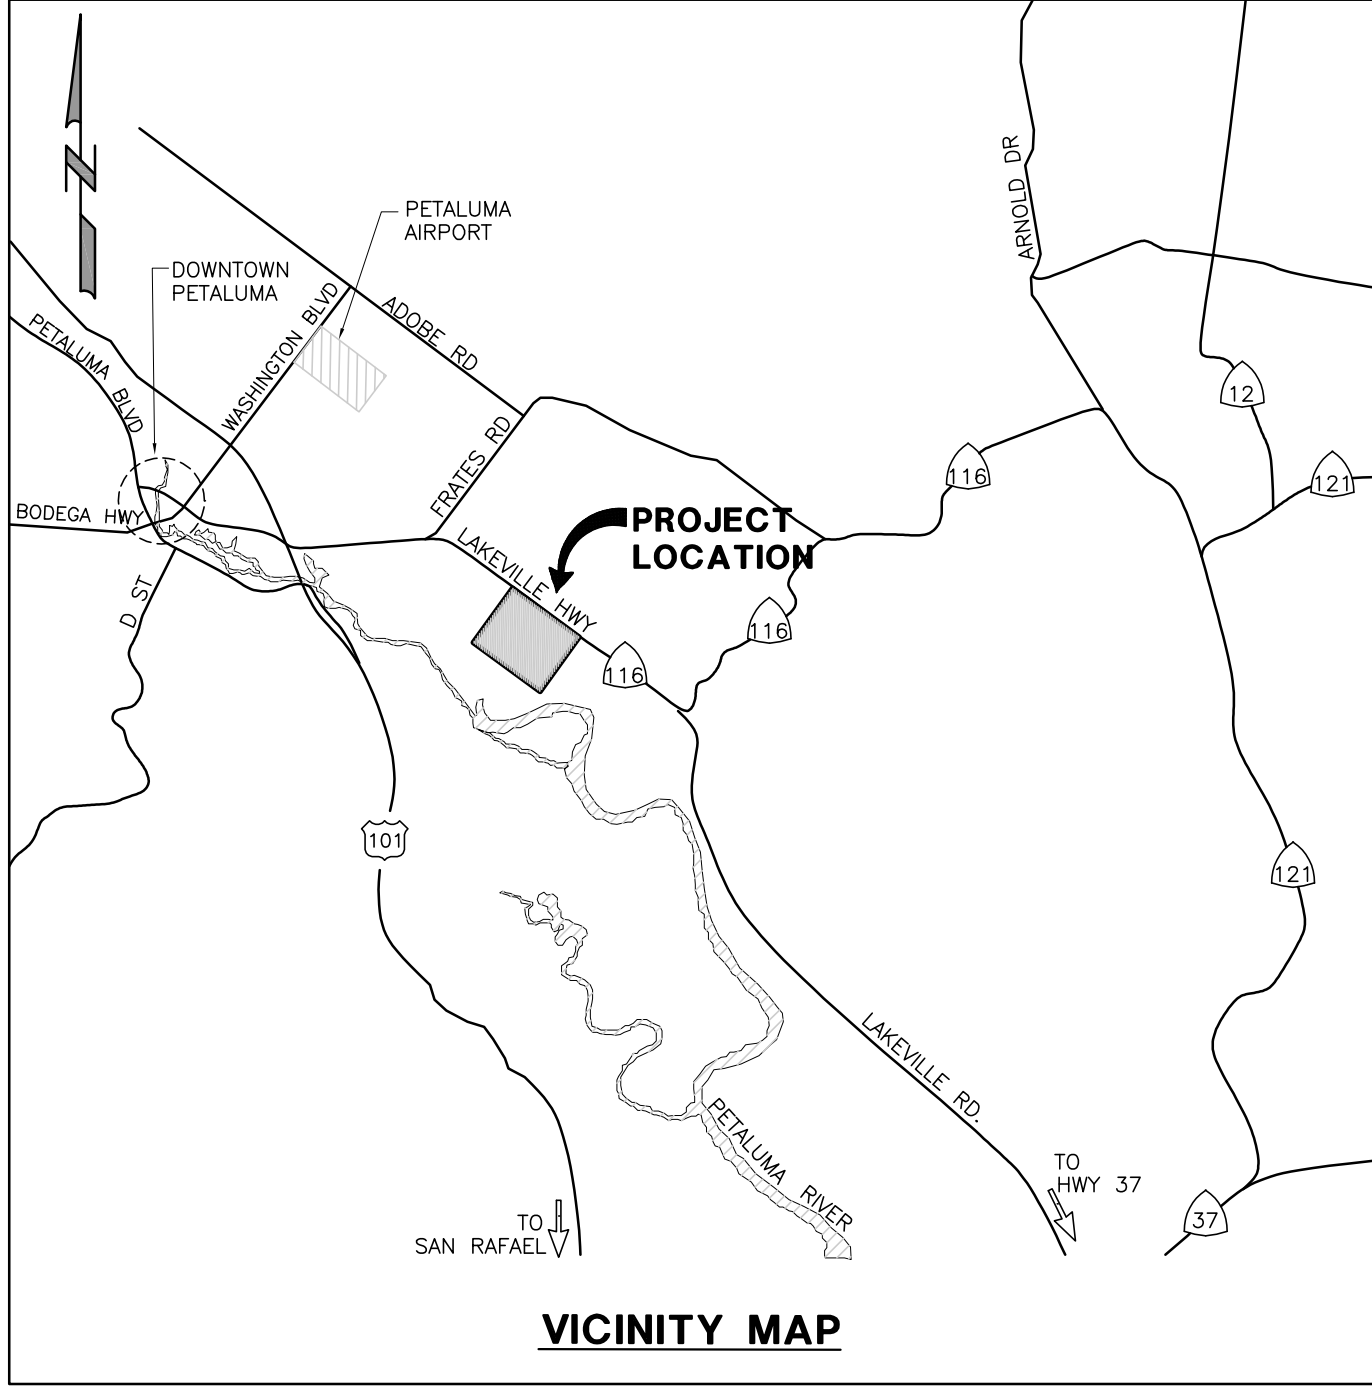 N
ARNOLD DR
PETALUMA
AIRPORT
DOWNTOWN
PETALUMA
WASHINGTON BLVD
ADOBE RD
PETALUMA BLVD
12
FRATES RD
116
121
BODEGA HWY
PROJECT
LOCATION
LAKEVILLE HWY
D ST
116
116
101
121
LAKEVILLE RD.
PETALUMA RIVER
TO
HWY 37
37
TO
SAN RAFAEL
VICINITY MAP